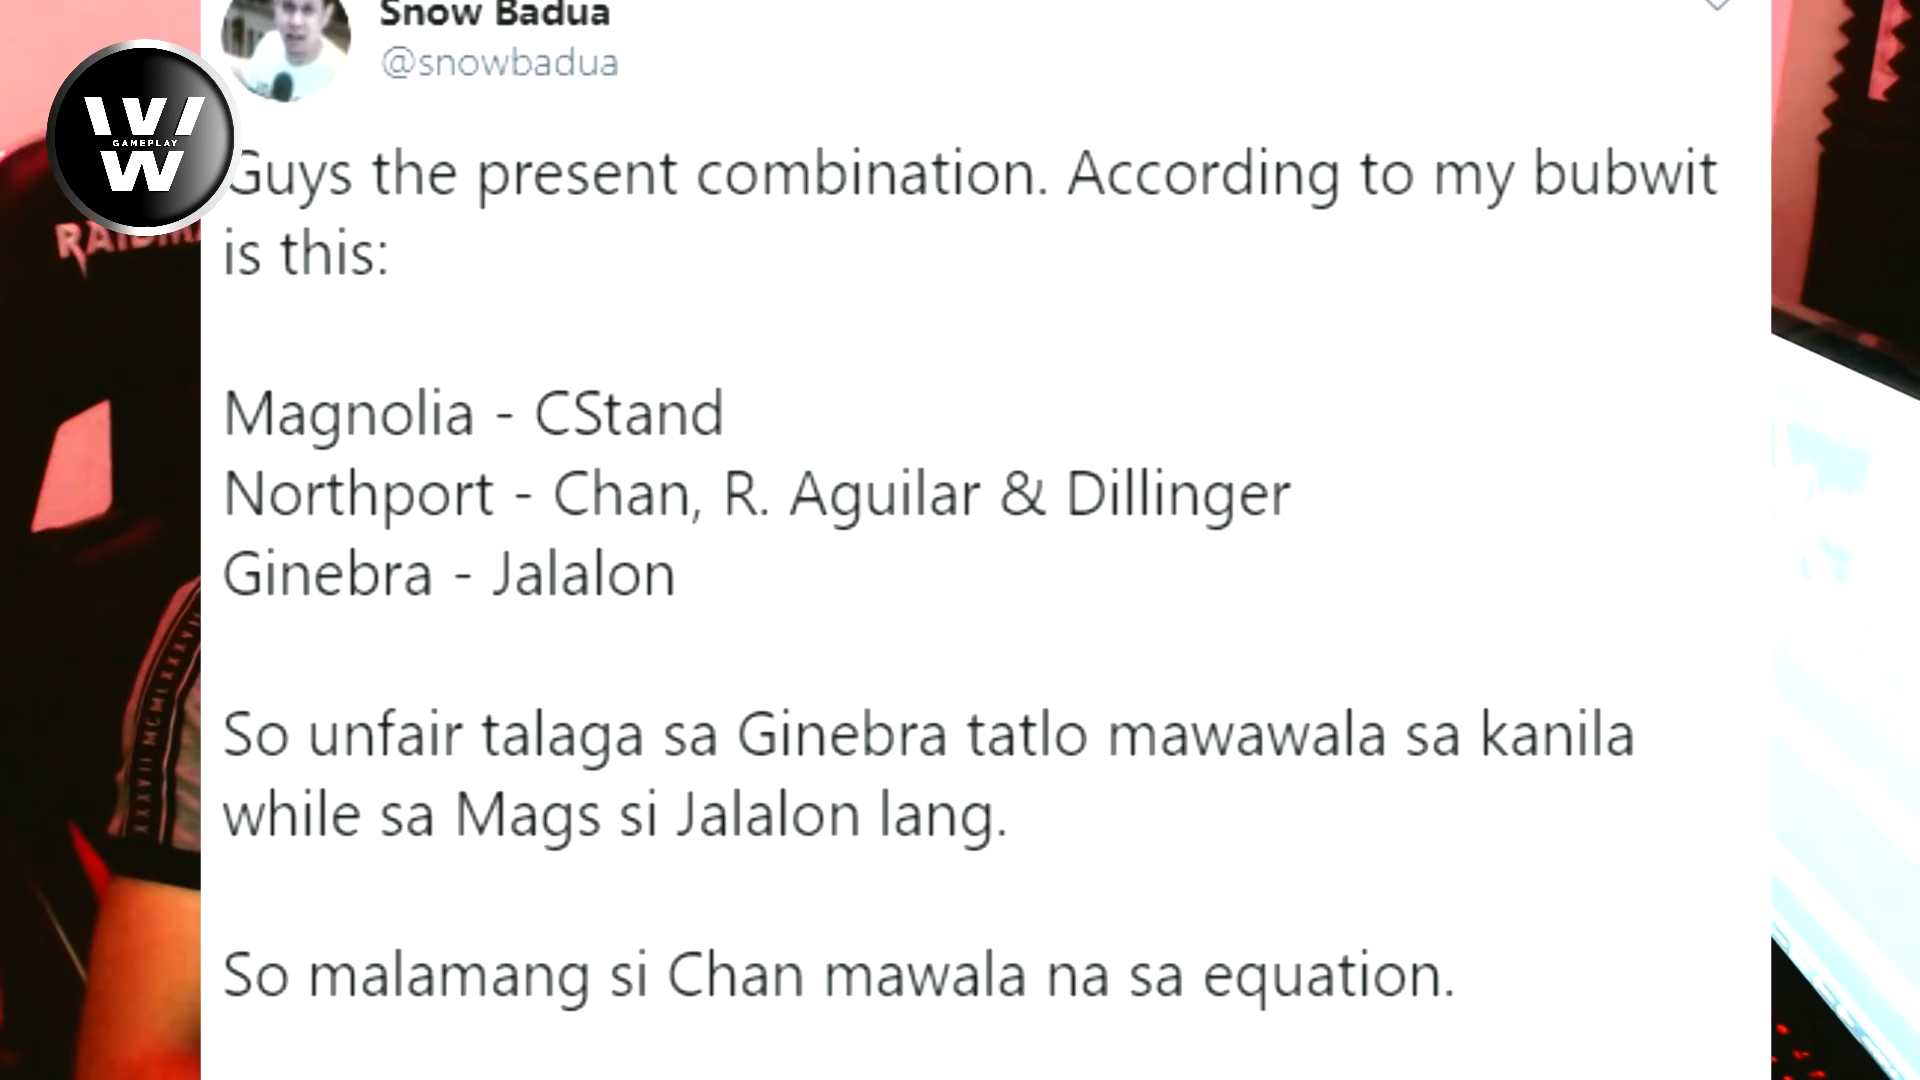 Snow Badua
@snowbadua
GAMEPLAY
Guys the present combination. According to my bubwit
is this:
Magnolia - CStand
Northport - Chan, R. Aguilar & Dillinger
Ginebra - Jalalon
So unfair talaga sa Ginebra tatlo mawawala sa kanila
while sa Mags si Jalalon lang.
So malamang si Chan mawala na sa equation.